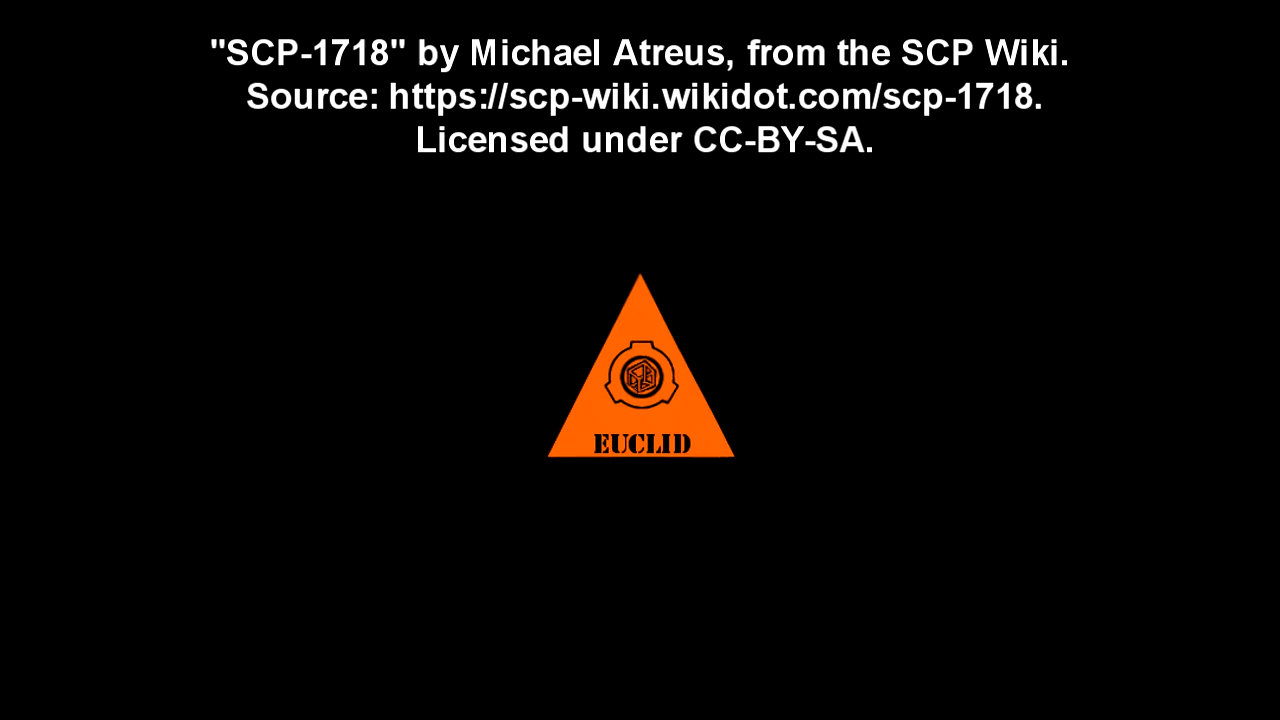 "SCP-1718" by Michael Atreus, from the SCP Wiki.
Source: https://scp-wiki.wikidot.com/scp-1718.
Licensed under CC-BY-SA.
EUCLID